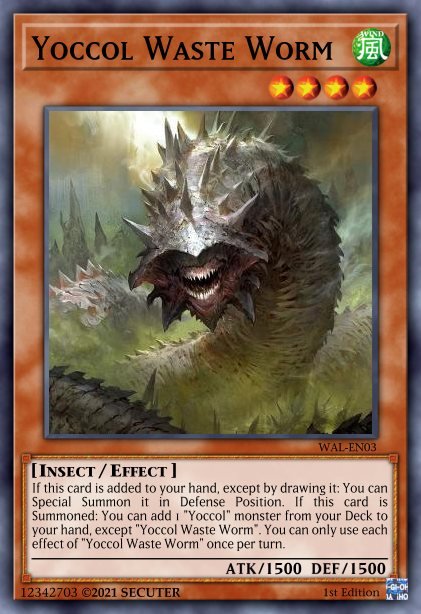 Yoccol Waste Worm
WIND
風
WAL-EN03
[Insect / Effect]
If this card is added to your hand, except by drawing it: You can
Special Summon it in Defense Position. If this card is
Summoned: You can add 1 "Yoccol" monster from your Deck to
your hand, except "Yoccol Waste Worm". You can only use each
effect of "Yoccol Waste Worm" once per turn.
ATK/1500 DEF/1500
12342703 ©2021 SECUTER
1st Edition